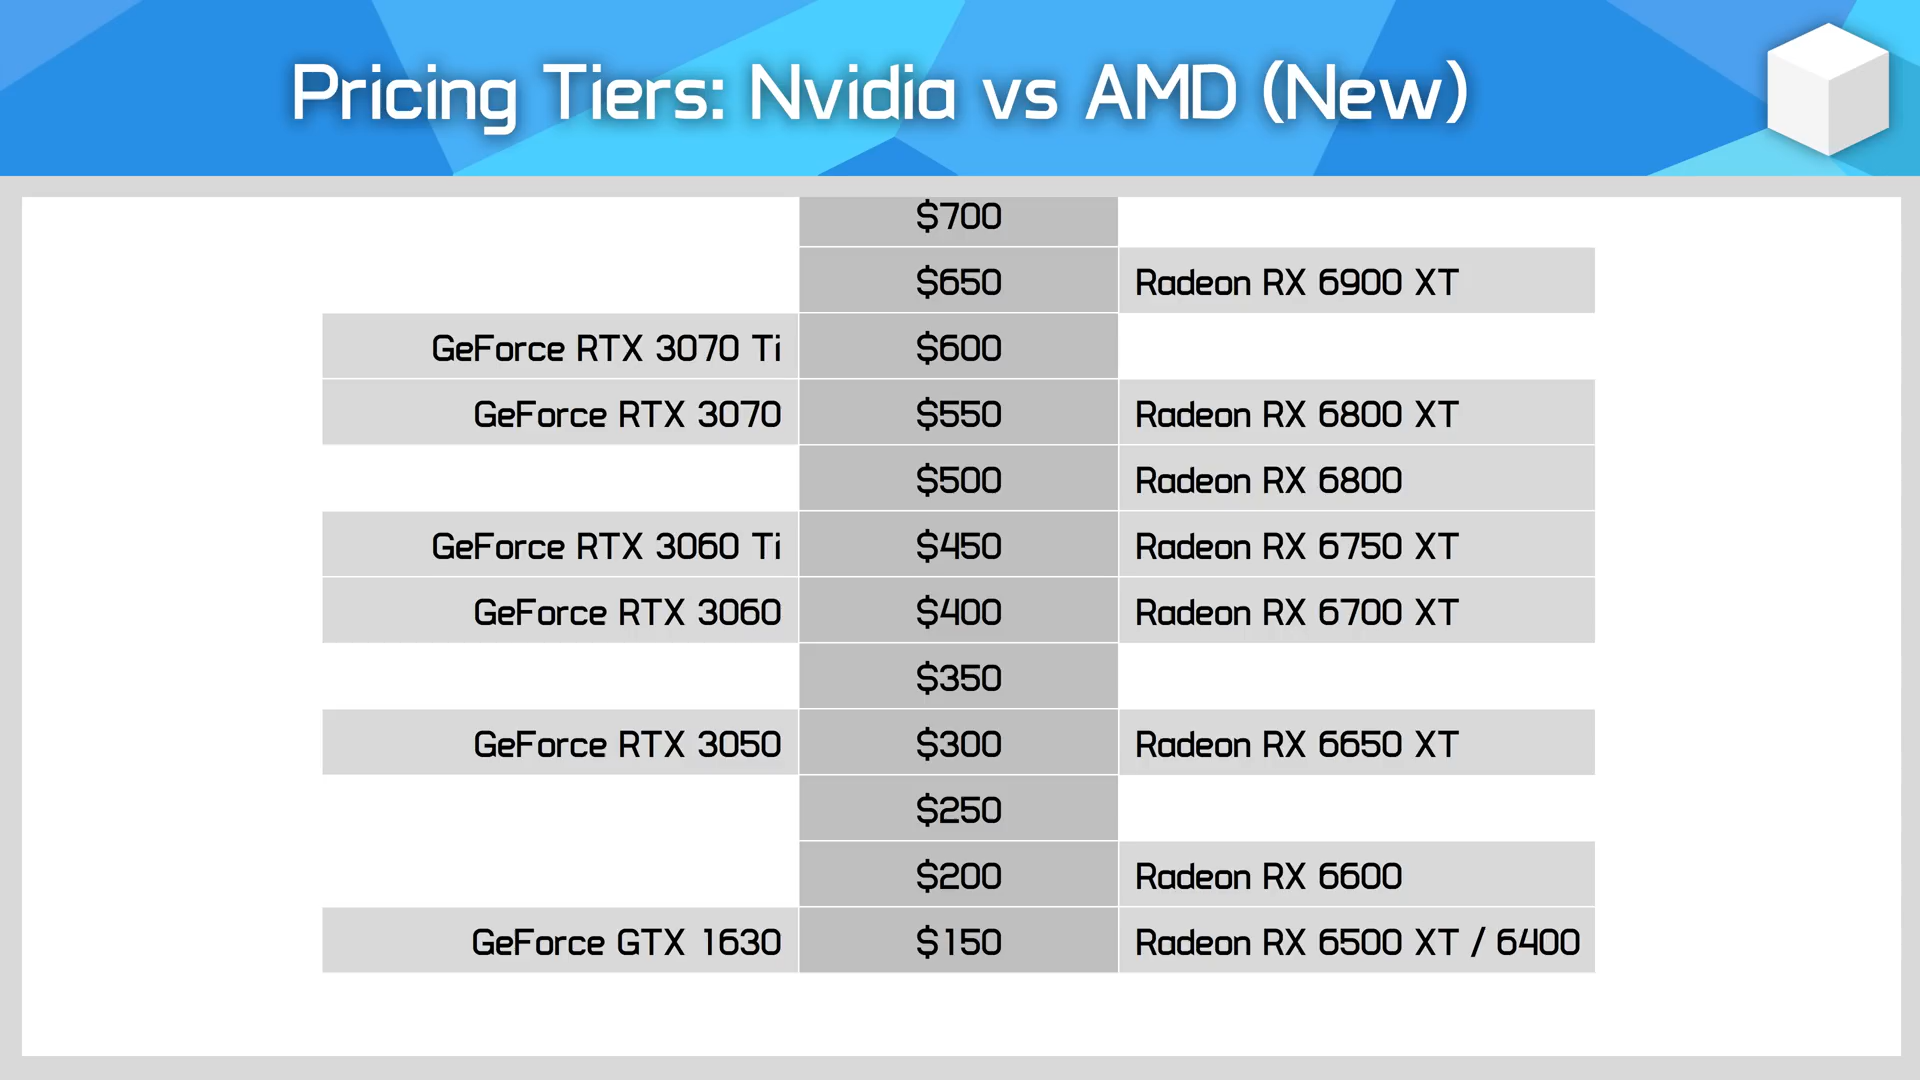 Pricing Tiers: Nvidia vs AMD (New)
$700
$650 Radeon RX 6900 XT
GeForce RTX 3070 Ti $600
GeForce RTX 3070 $550 Radeon RX 6800 XT
$500 Radeon RX 6800
GeForce RTX 3060 Ti $450 Radeon RX 6750 XT
GeForce RTX 3060 $400 Radeon RX 6700 XT
$350
GeForce RTX 3050 $300 Radeon RX 6650 XT
$250
$200 Radeon RX 6600
GeForce GTX 1630 $150 Radeon RX 6500 XT / 6400